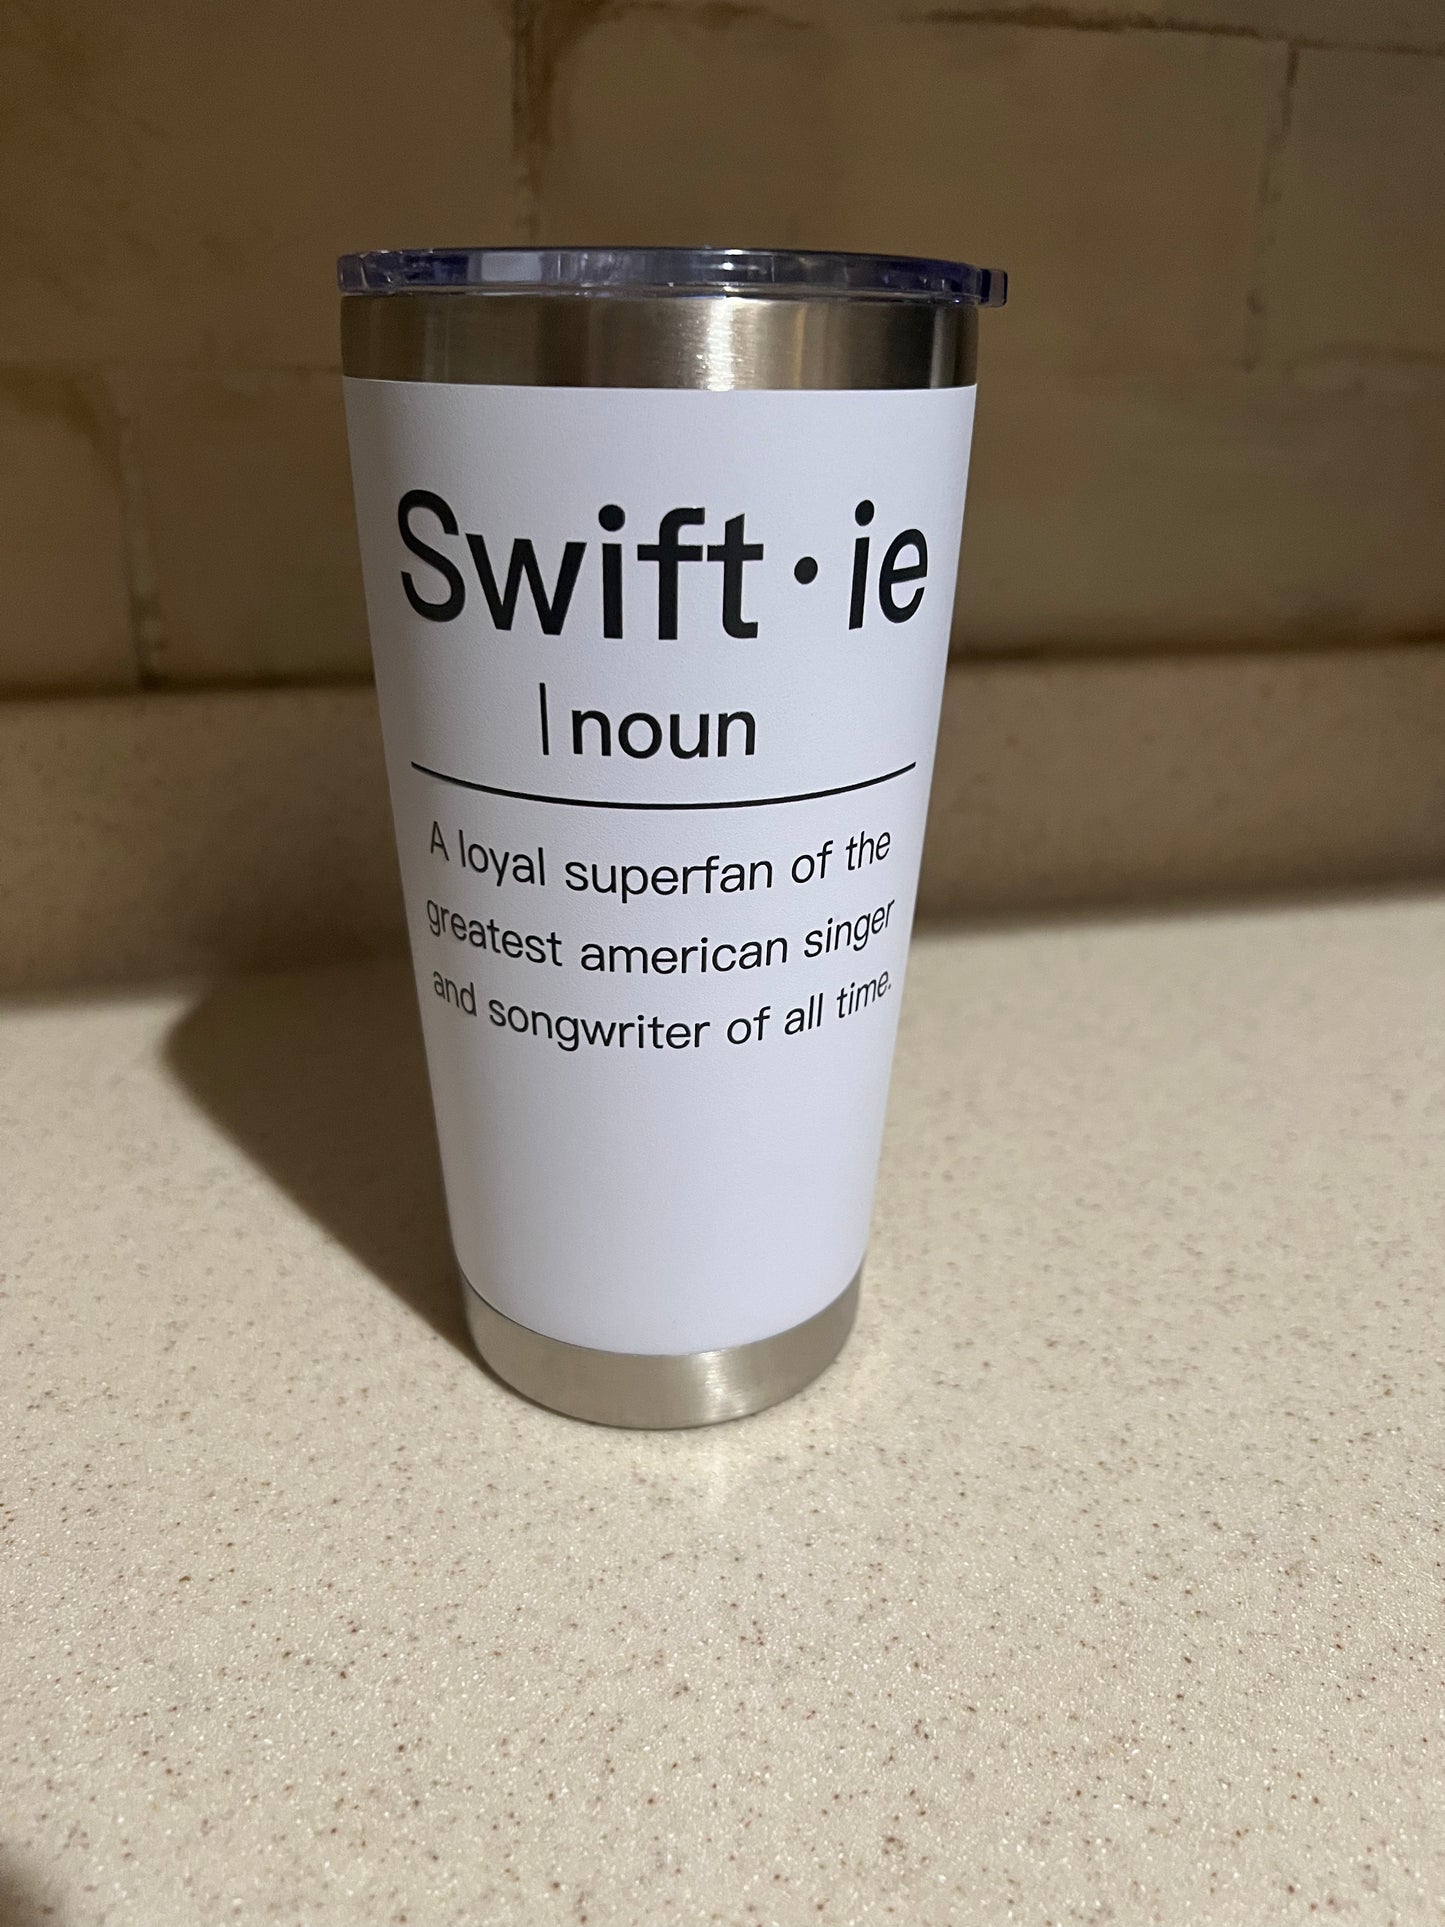 Swift·ie
|noun
A loyal superfan of the
greatest american singer
and songwriter of all time.